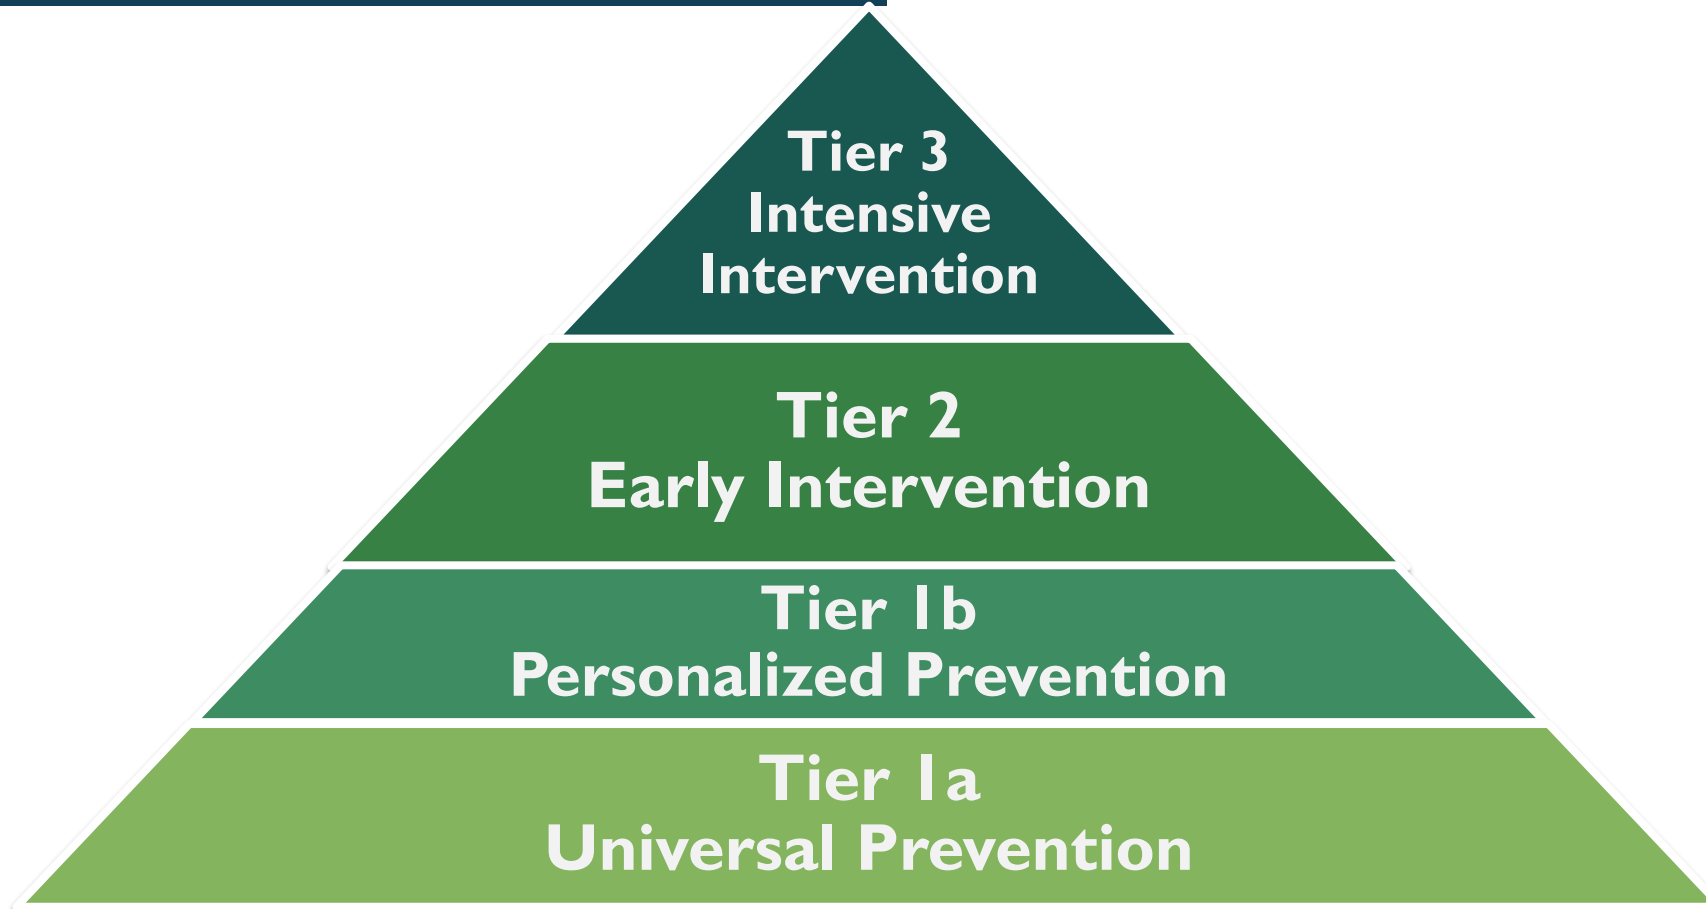 Tier 3
Intensive
Intervention
Tier 2
Early Intervention
Tier 1b
Personalized Prevention
Tier 1a
Universal Prevention